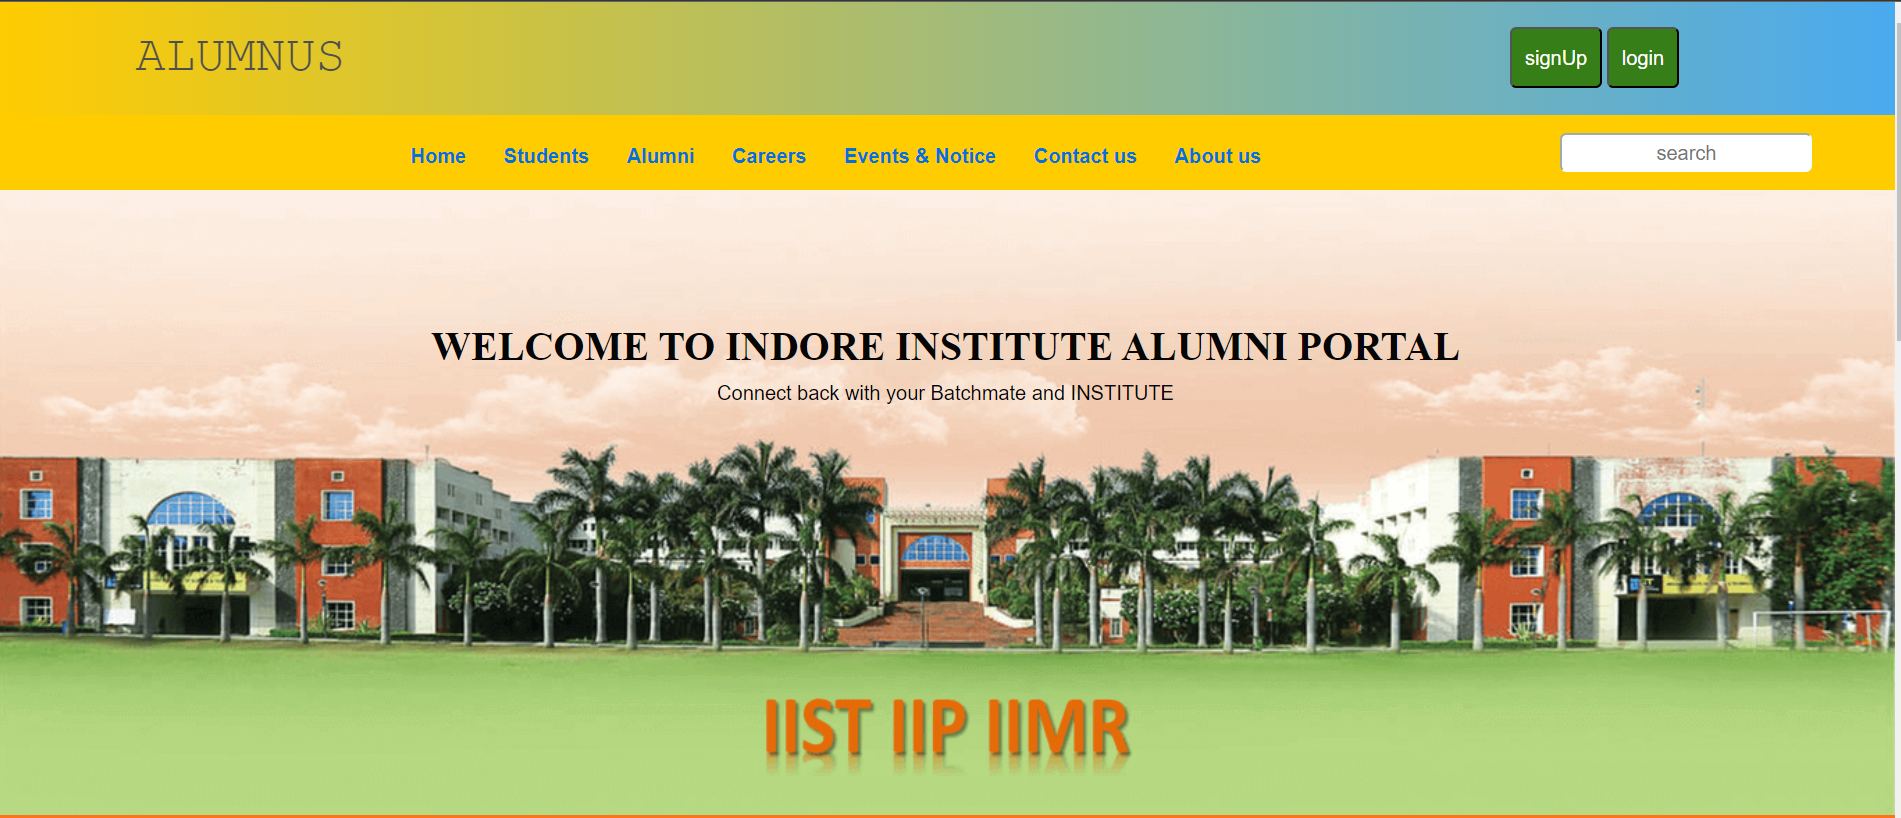 ALUMNUS
signUp login
Home Students Alumni Careers Events & Notice Contact us About us search
WELCOME TO INDORE INSTITUTE ALUMNI PORTAL
Connect back with your Batchmate and INSTITUTE
IIST IIP IIMR